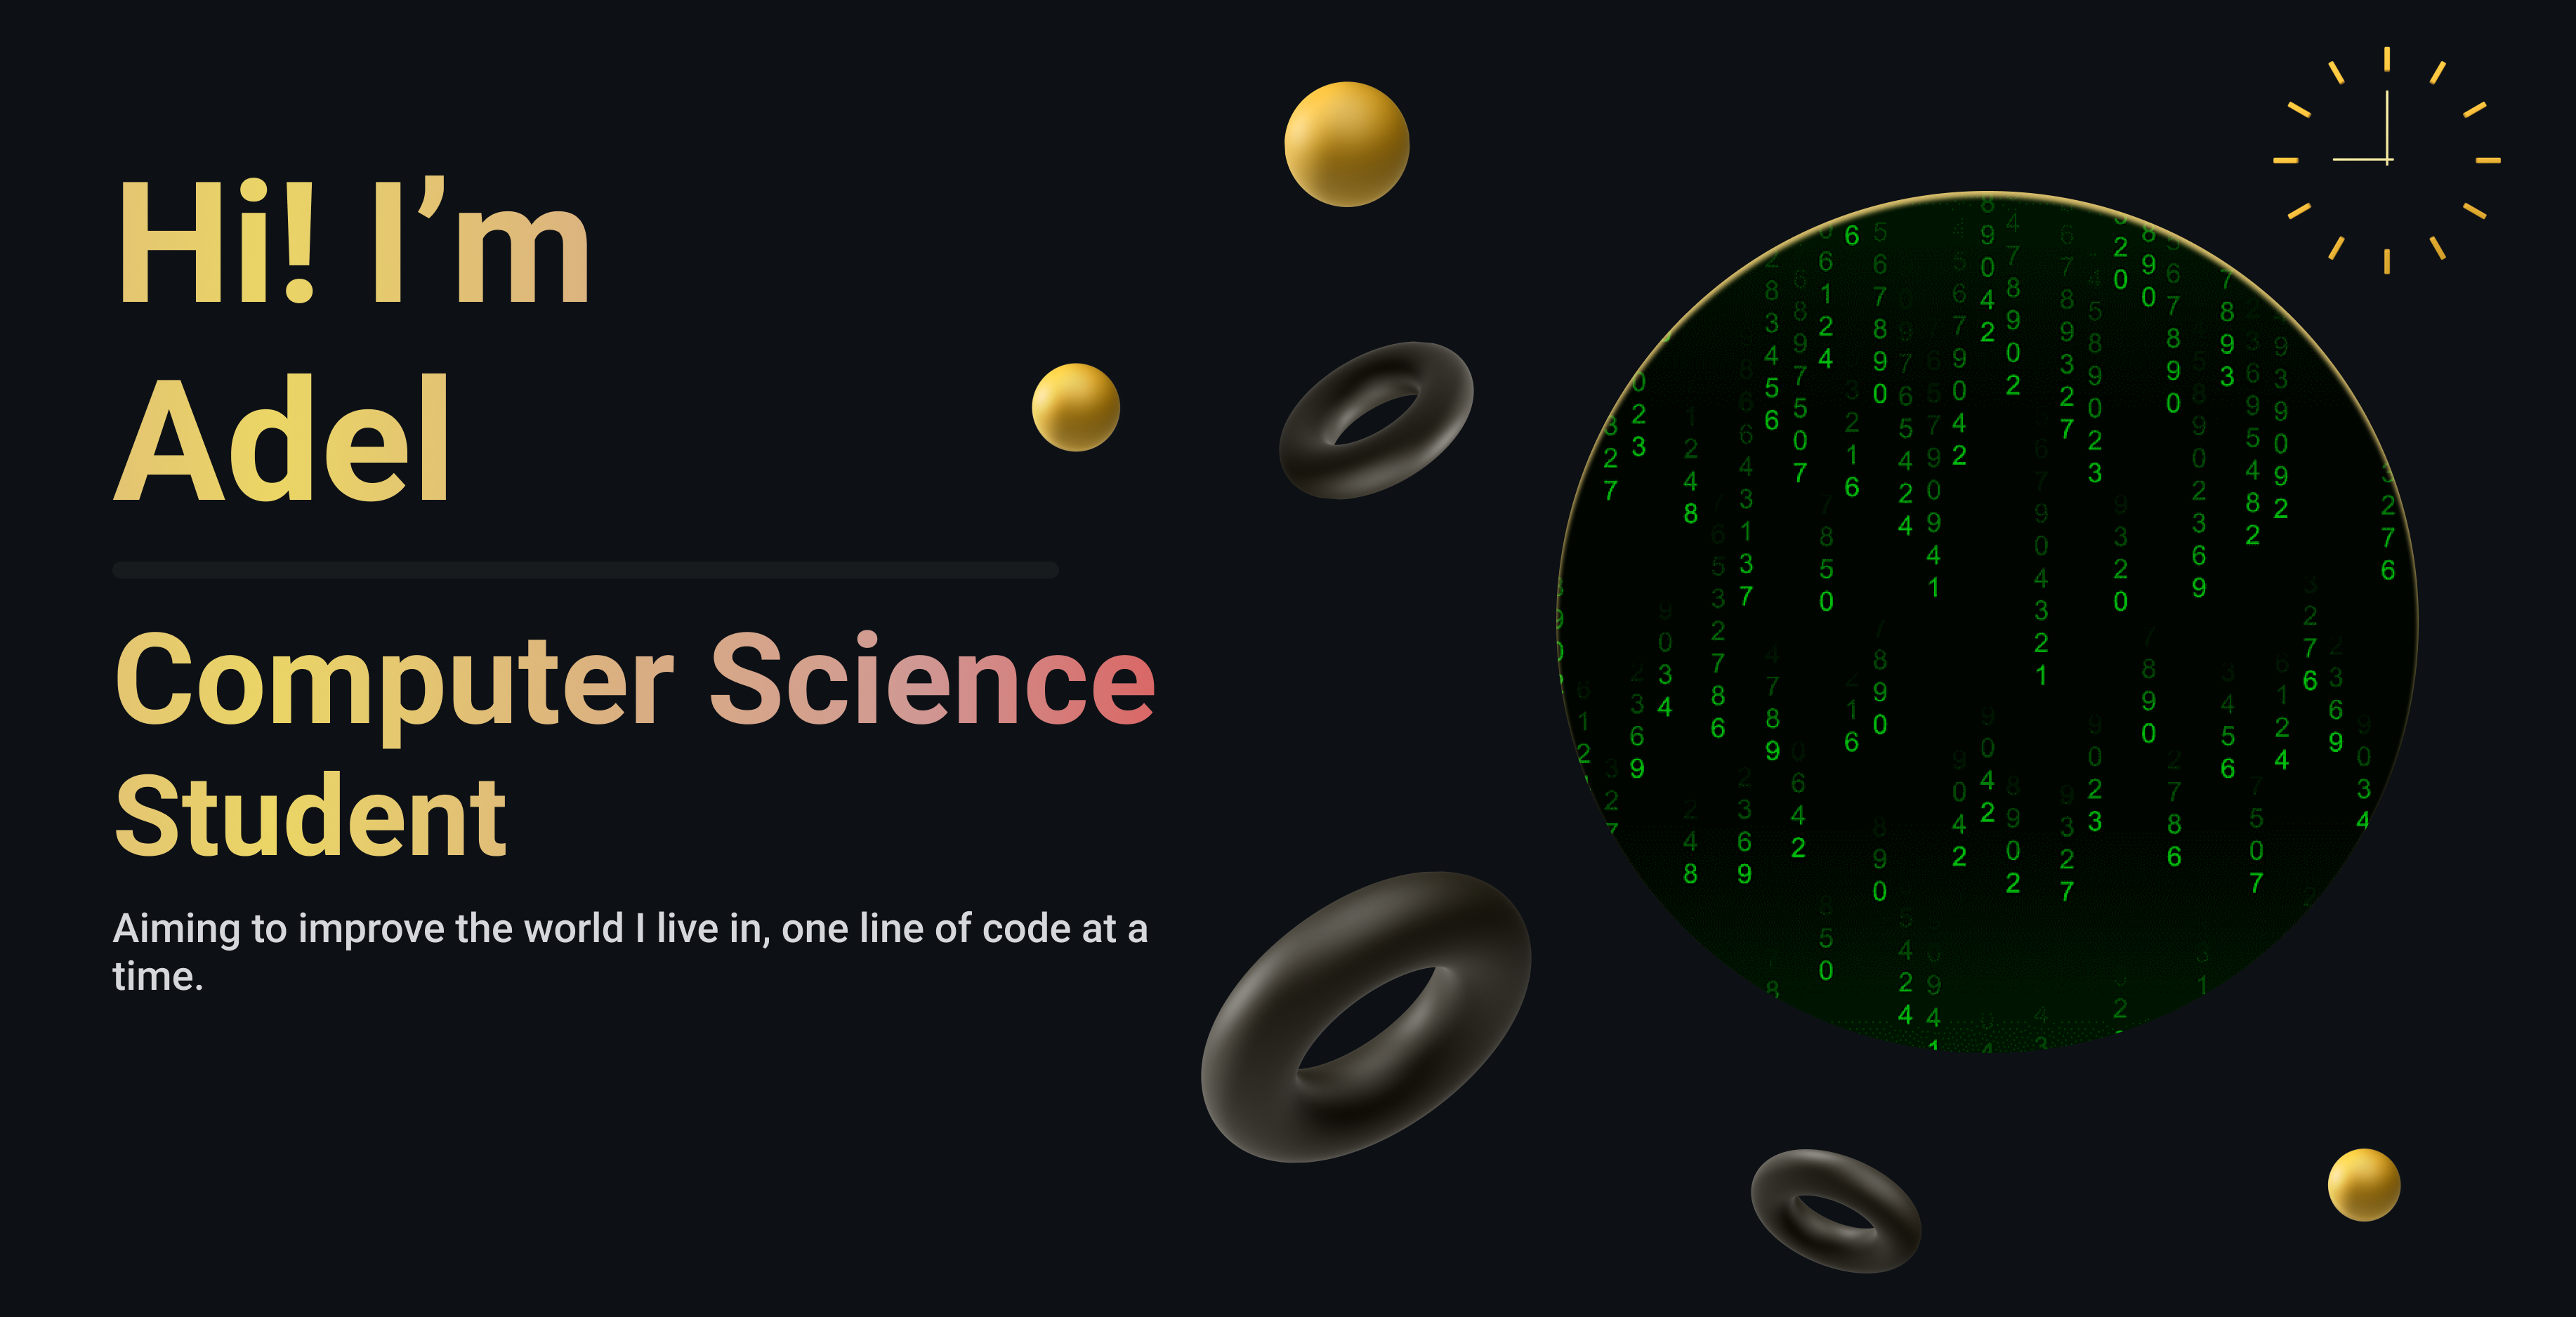 Hi! I’m
Adel
Computer Science
Student
Aiming to improve the world I live in, one line of code at a
time.